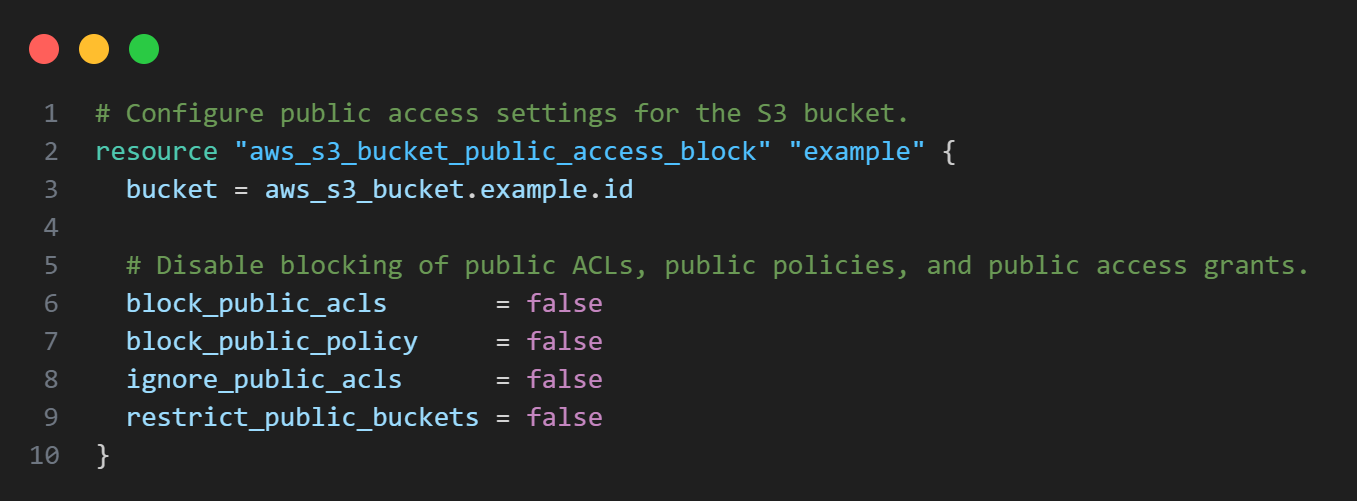 1 # Configure public access settings for the S3 bucket.
2 resource "aws_s3_bucket_public_access_block" "example" {
3   bucket = aws_s3_bucket.example.id
4
5   # Disable blocking of public ACLs, public policies, and public access grants.
6   block_public_acls       = false
7   block_public_policy     = false
8   ignore_public_acls      = false
9   restrict_public_buckets = false
10 }